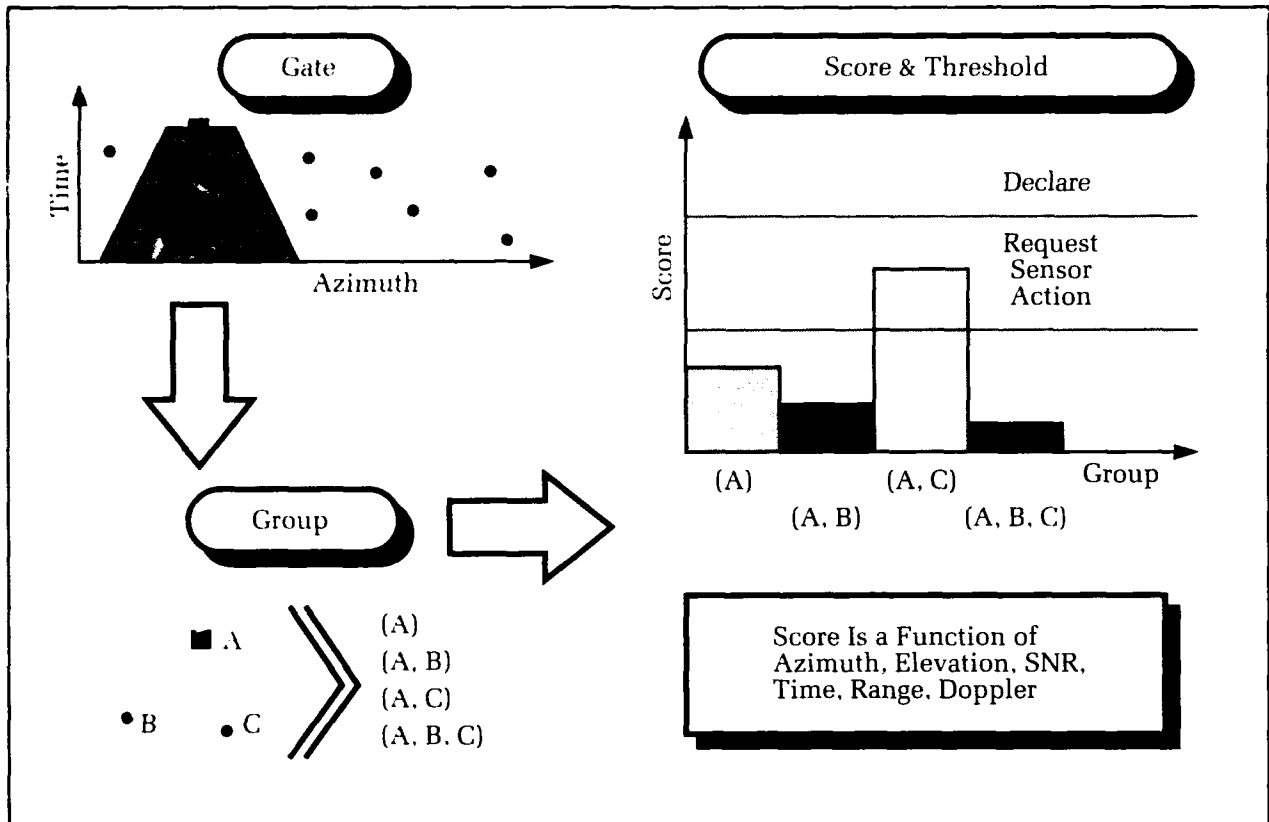 Gate
Time
Azimuth
Group
A
B
C
(A)
(A, B)
(A, C)
(A, B, C)
Score & Threshold
Score
Declare
Request
Sensor
Action
(A)
(A, B)
(A, C)
(A, B, C)
Group
Score Is a Function of
Azimuth, Elevation, SNR,
Time, Range, Doppler